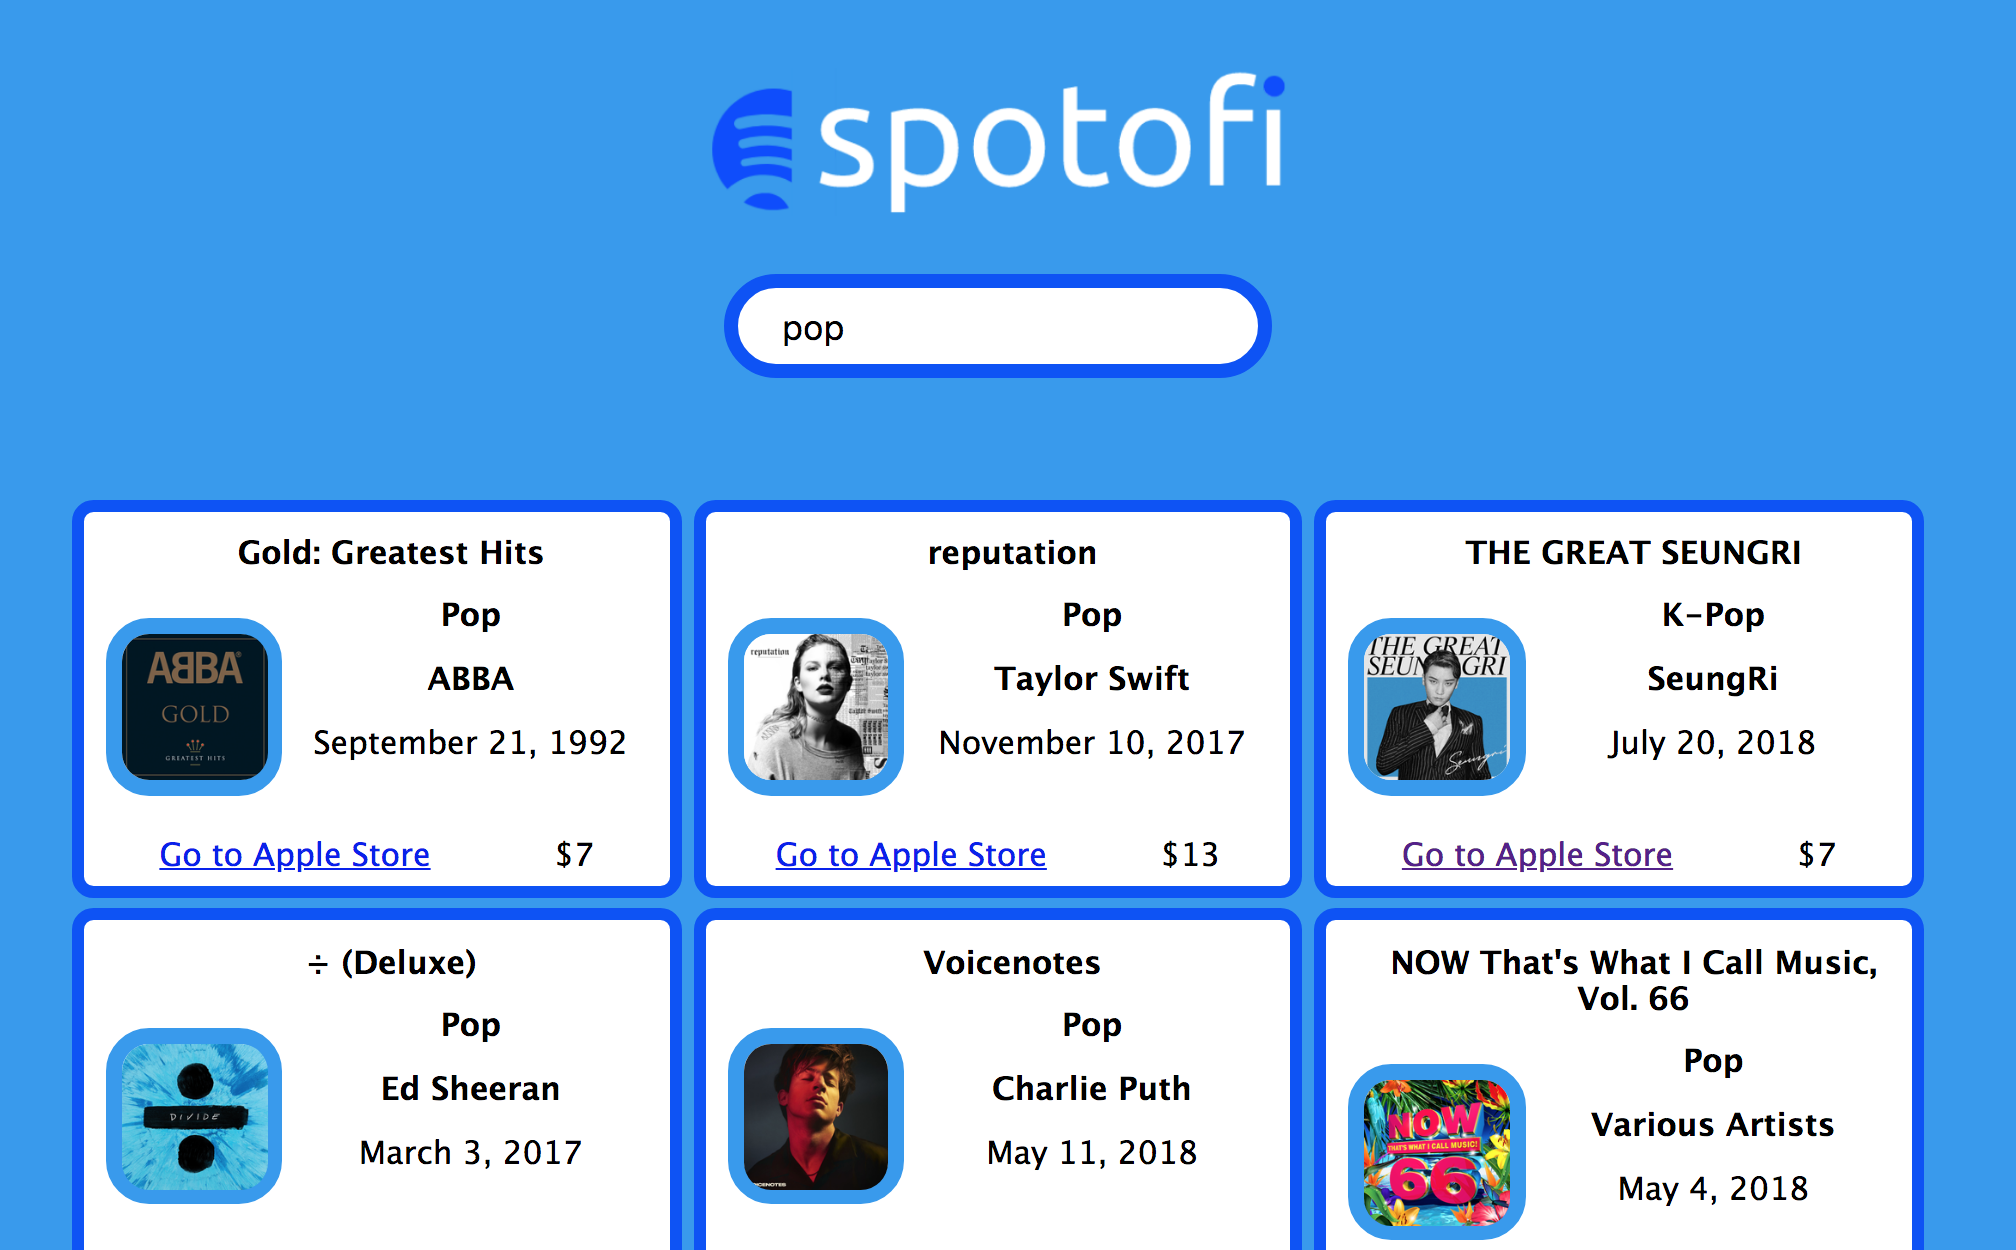 spotofi
pop
Gold: Greatest Hits
Pop
ABBA
GOLD
GREATEST HITS
ABBA
September 21, 1992
Go to Apple Store
$7
reputation
Pop
reputation
Taylor Swift
November 10, 2017
Go to Apple Store
$13
THE GREAT SEUNGRI
K-Pop
THE GREAT
SEUNGRI
Seungri
SeungRi
July 20, 2018
Go to Apple Store
$7
÷ (Deluxe)
Pop
DIVIDE
Ed Sheeran
March 3, 2017
Voicenotes
Pop
Charlie Puth
May 11, 2018
NOW That's What I Call Music,
Vol. 66
Pop
NOW
THAT'S WHAT I CALL MUSIC!
66
Various Artists
May 4, 2018